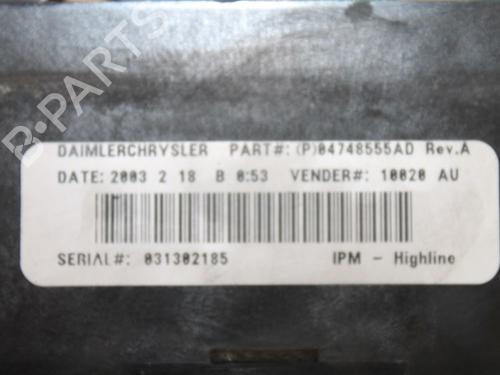 DAIMLERCHRYSLER PART#: (P)04748555AD Rev.A
DATE: 2003 2 18 B 0:53 VENDER#: 10020 AU
SERIAL#: 031302185 IPM - Highline
B-PARTS